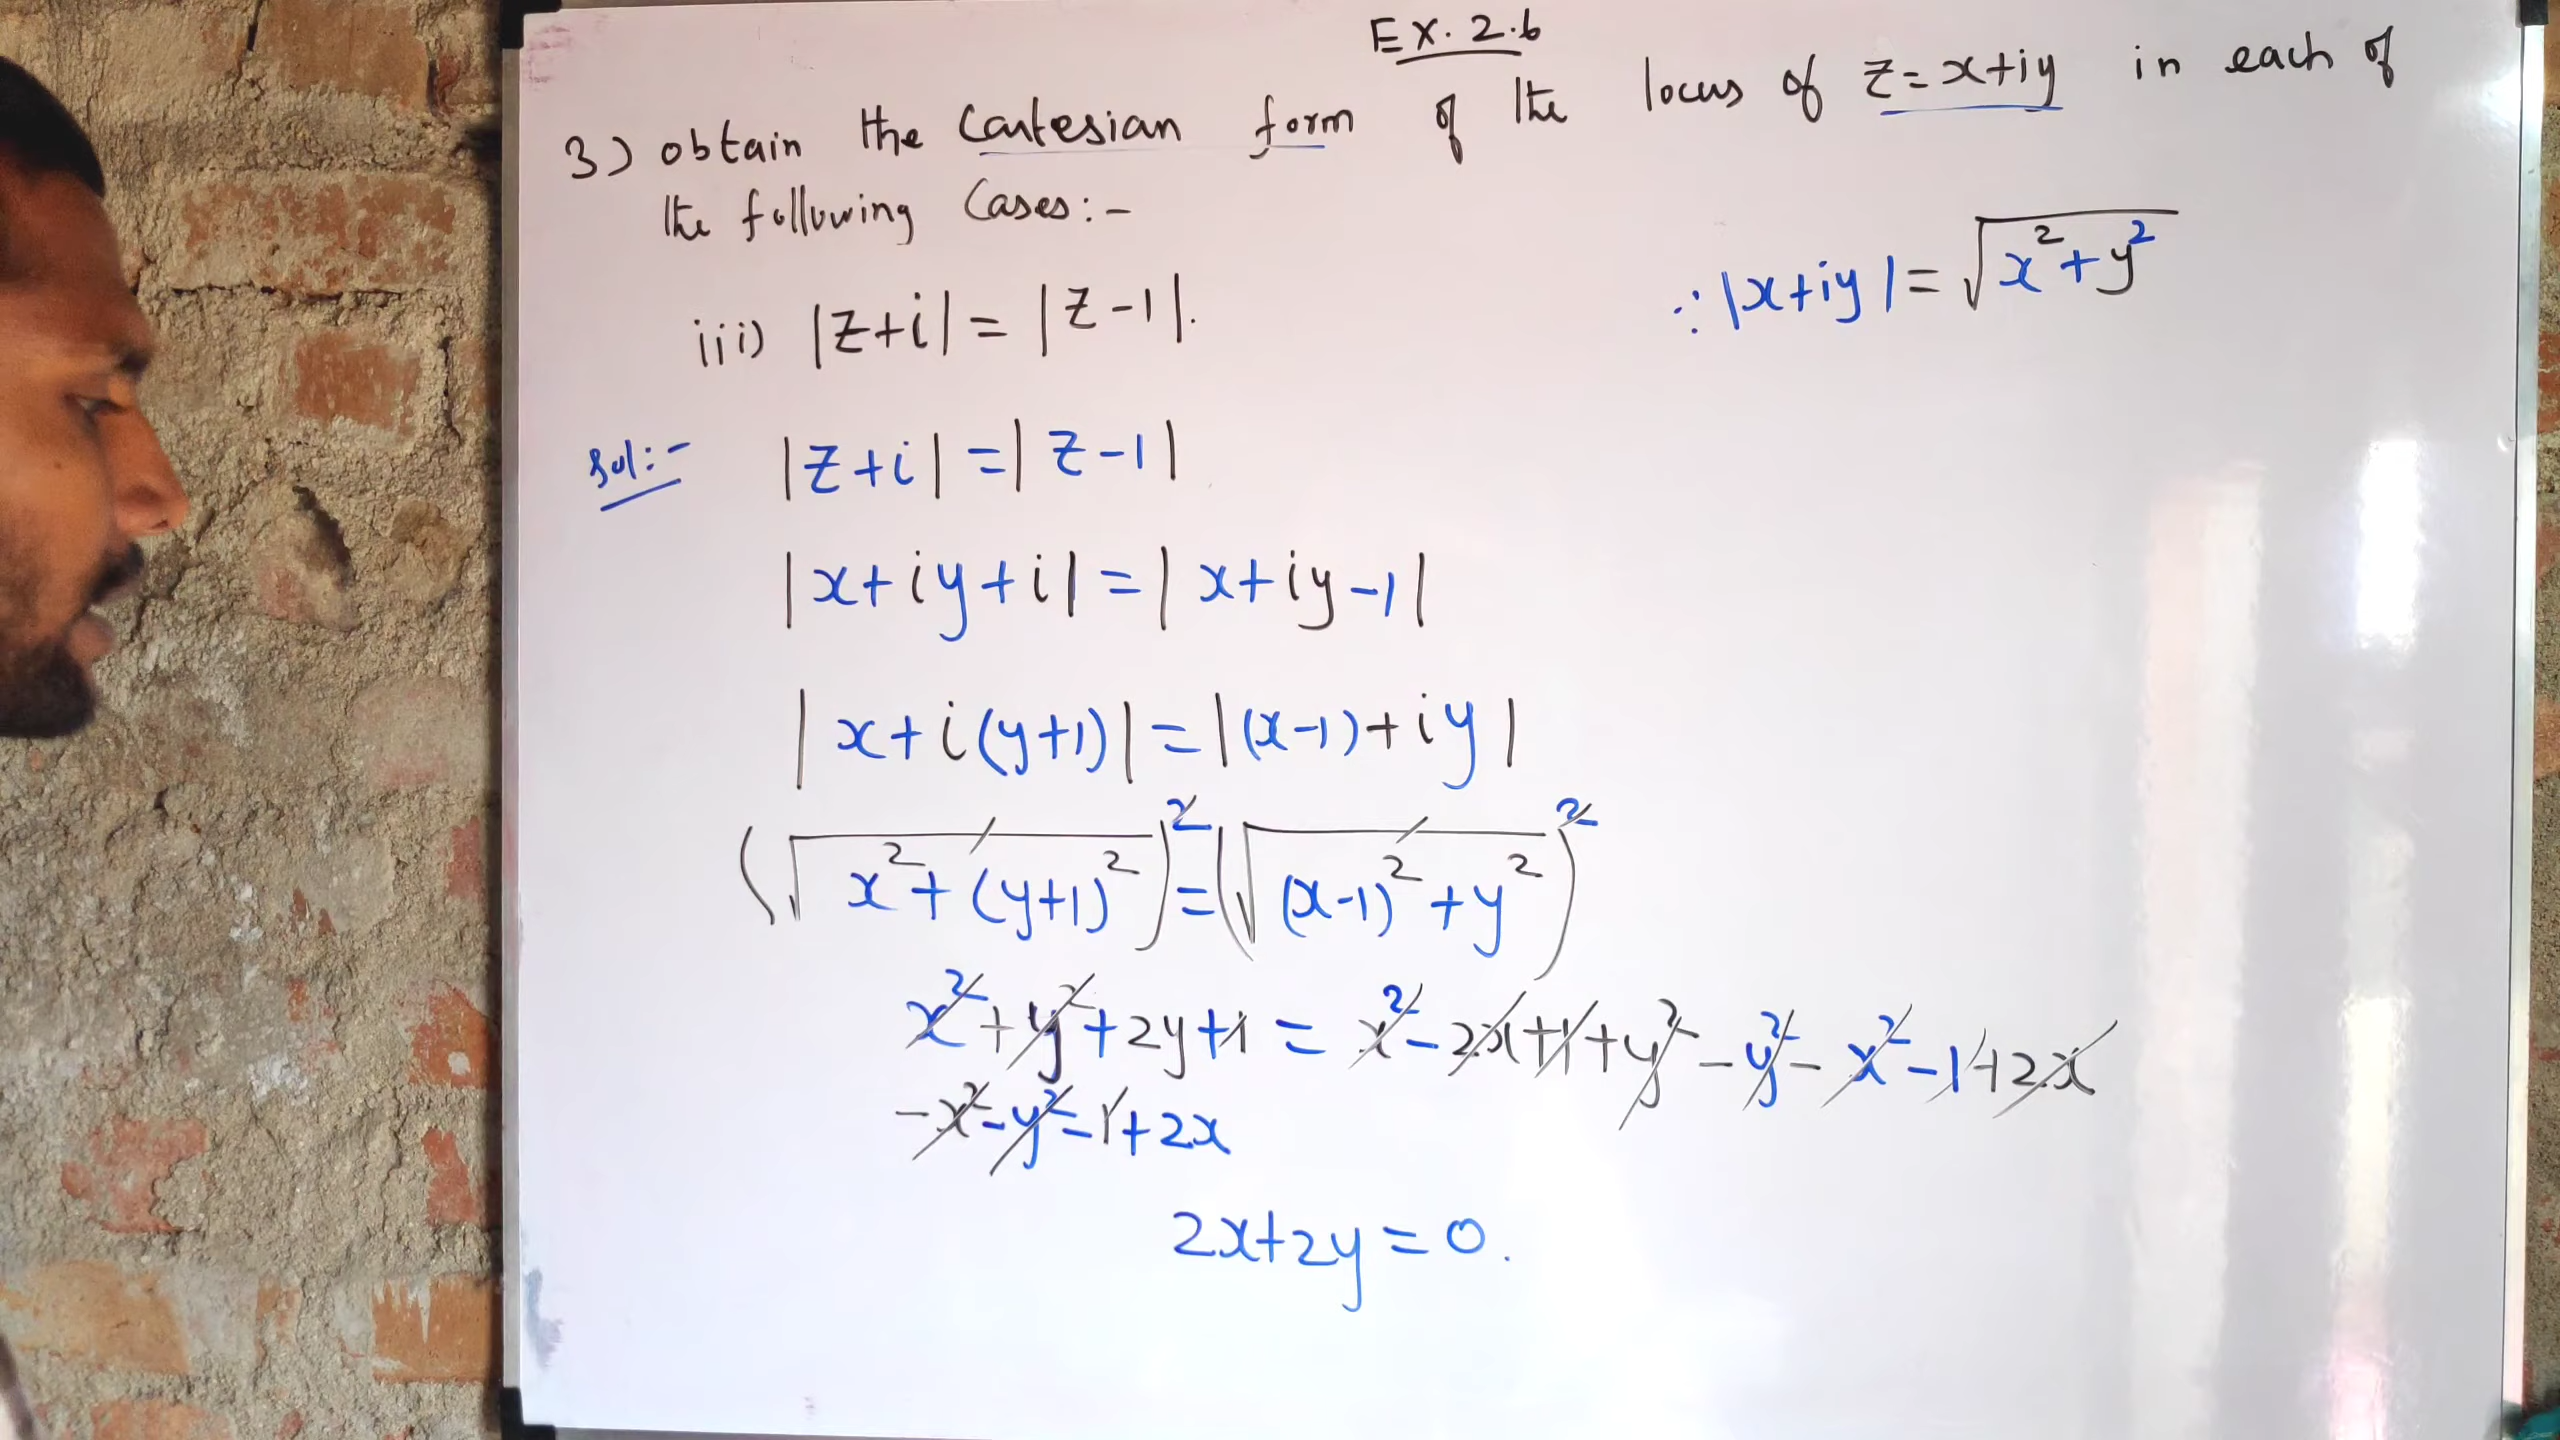 Ex. 2.6
3) obtain the Cartesian form of the locus of z=x+iy in each of
the following Cases:-
iii) |z+i| = |z-1|.
∵|x+iy|=√(x²+y²)
Sol:- |z+i|=|z-1|
|x+iy+i|=|x+iy-1|
|x+i(y+1)|=|(x-1)+iy|
(√(x²+(y+1)²))²=(√((x-1)²+y²))²
x²+y²+2y+1 = x²-2x+1+y²-y²-x²-1+2x
-x²-y²-1+2x
2x+2y=0.